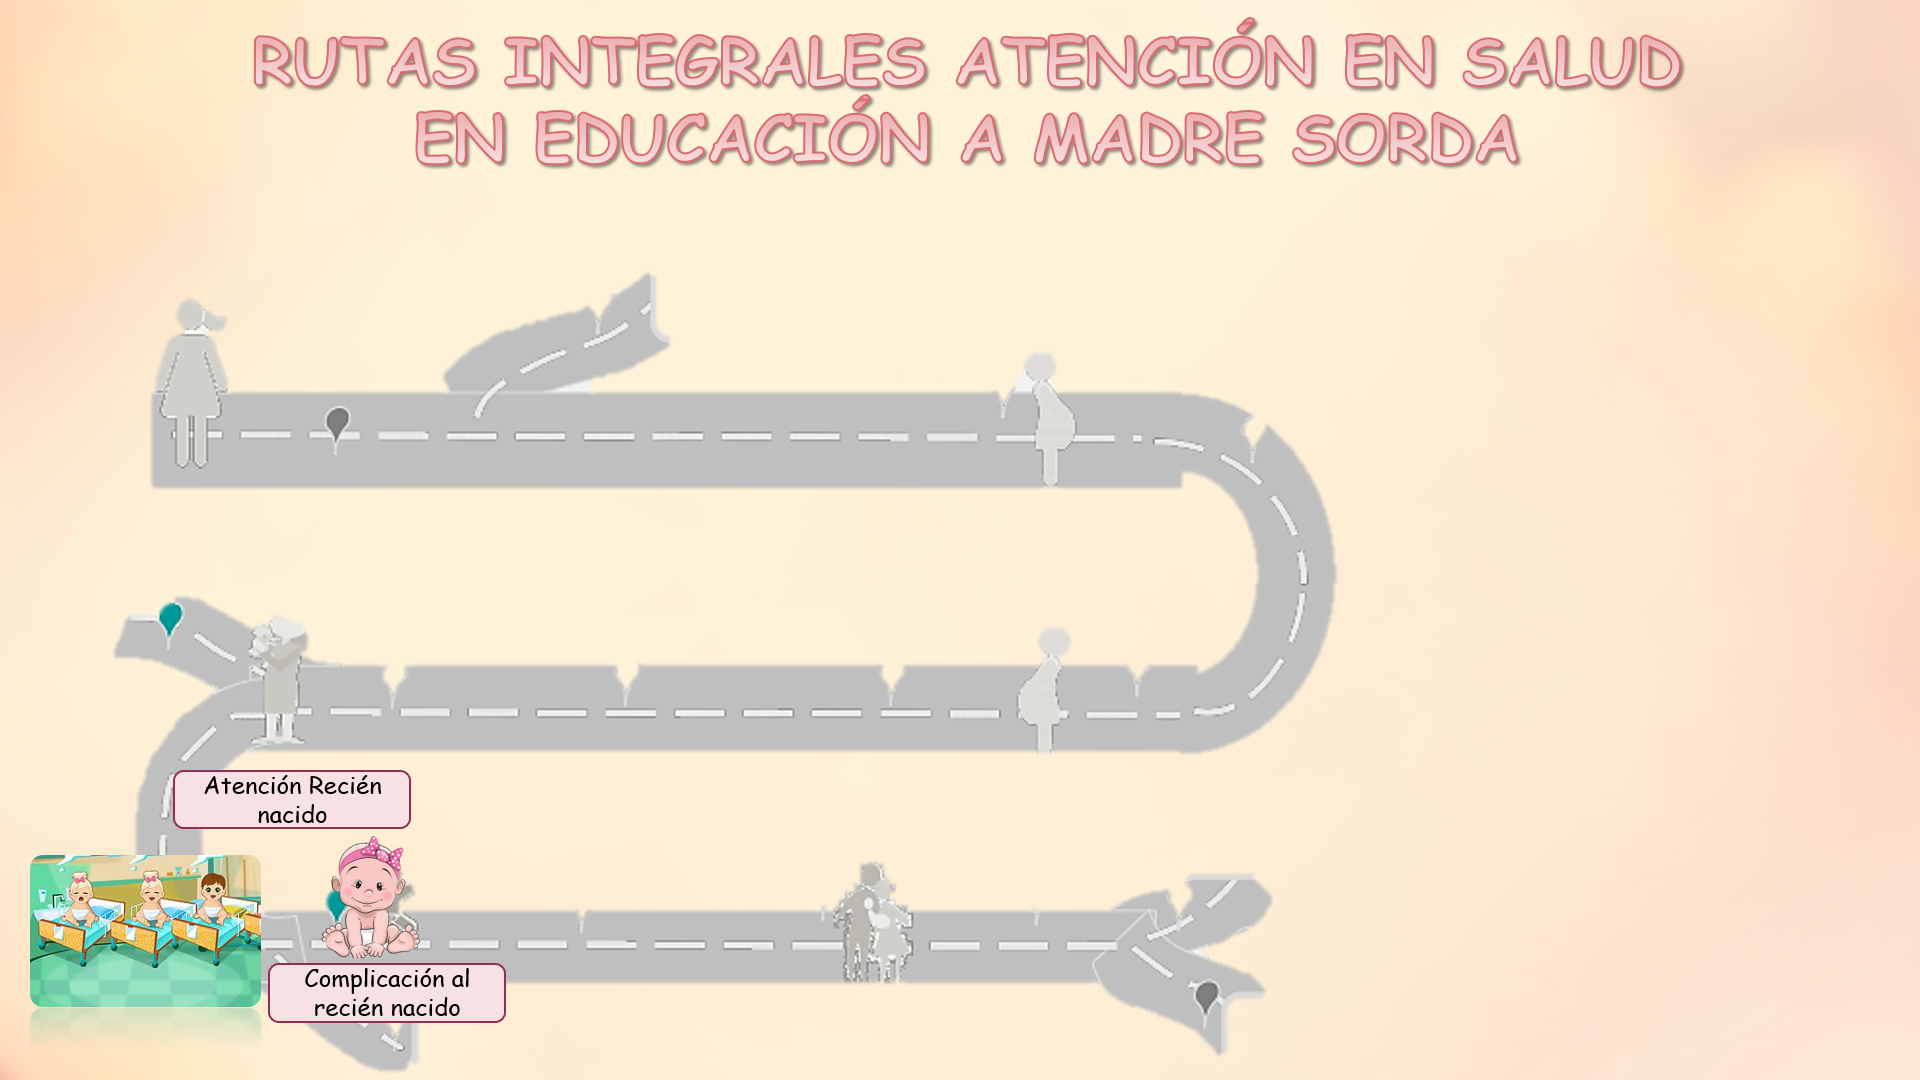 RUTAS INTEGRALES ATENCIÓN EN SALUD
EN EDUCACIÓN A MADRE SORDA
Atención Recién
nacido
Complicación al
recién nacido